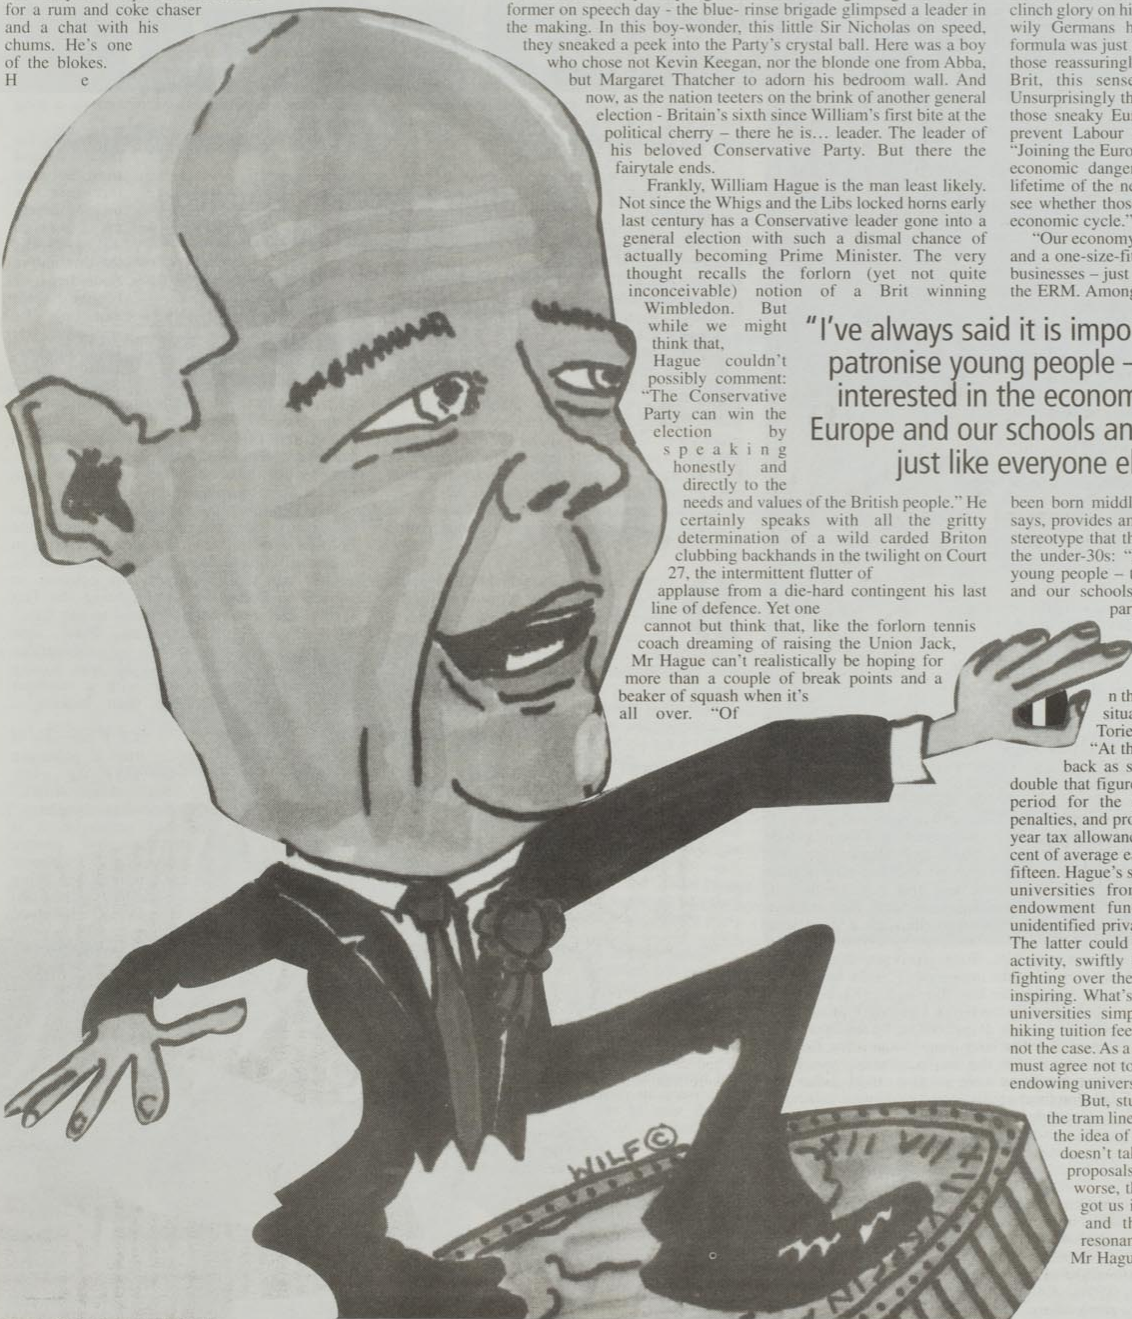 for a rum and coke chaser
and a chat with his
chums. He's one
of the blokes.
H e
former on speech day - the blue- rinse brigade glimpsed a leader in
the making. In this boy-wonder, this little Sir Nicholas on speed,
they sneaked a peek into the Party's crystal ball. Here was a boy
who chose not Kevin Keegan, nor the blonde one from Abba,
but Margaret Thatcher to adorn his bedroom wall. And
now, as the nation teeters on the brink of another general
election - Britain's sixth since William's first bite at the
political cherry – there he is... leader. The leader of
his beloved Conservative Party. But there the
fairytale ends.
Frankly, William Hague is the man least likely.
Not since the Whigs and the Libs locked horns early
last century has a Conservative leader gone into a
general election with such a dismal chance of
actually becoming Prime Minister. The very
thought recalls the forlorn (yet not quite
inconceivable) notion of a Brit winning
Wimbledon. But
while we might
think that,
Hague couldn't
possibly comment:
"The Conservative
Party can win the
election by
speaking
honestly and
directly to the
needs and values of the British people." He
certainly speaks with all the gritty
determination of a wild carded Briton
clubbing backhands in the twilight on Court
27, the intermittent flutter of
applause from a die-hard contingent his last
line of defence. Yet one
cannot but think that, like the forlorn tennis
coach dreaming of raising the Union Jack,
Mr Hague can't realistically be hoping for
more than a couple of break points and a
beaker of squash when it's
all over. "Of
"I've always said it is impo
patronise young people –
interested in the econom
Europe and our schools an
just like everyone el
clinch glory on hi
wily Germans h
formula was just
those reassuringl
Brit, this sense
Unsurprisingly th
those sneaky Eu
prevent Labour
"Joining the Euro
economic danger
lifetime of the ne
see whether thos
economic cycle."
"Our economy
and a one-size-fi
businesses – just
the ERM. Among
been born middl
says, provides an
stereotype that th
the under-30s: "
young people – t
and our schools
par
n th
situa
Torie
"At th
back as s
double that figur
period for the
penalties, and pro
year tax allowanc
cent of average e
fifteen. Hague's s
universities from
endowment fun
unidentified priva
The latter could
activity, swiftly
fighting over the
inspiring. What's
universities simp
hiking tuition fee
not the case. As a
must agree not to
endowing univers
But, stu
the tram line
the idea of
doesn't tal
proposals
worse, th
got us i
and th
resonan
Mr Hagu
WILF ©